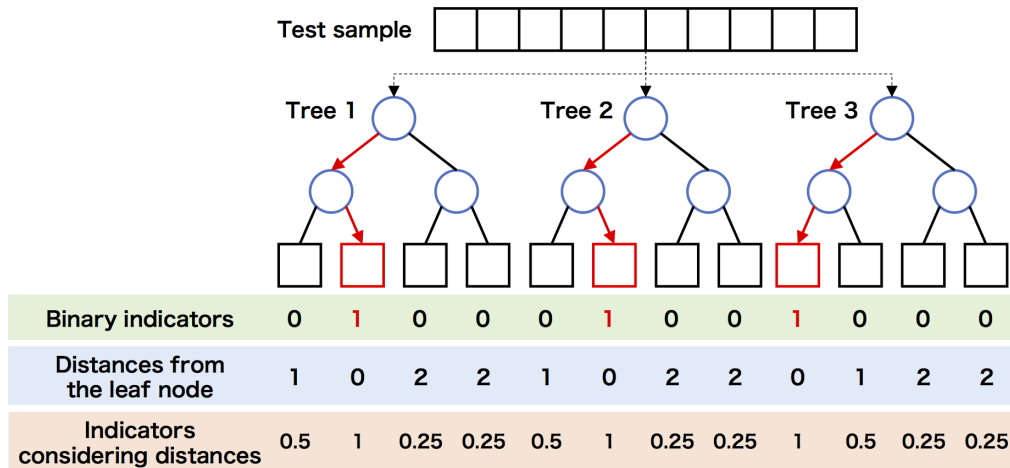 Test sample
Tree 1 Tree 2 Tree 3
Binary indicators 0 1 0 0 0 1 0 0 1 0 0 0
Distances from
the leaf node 1 0 2 2 1 0 2 2 0 1 2 2
Indicators
considering distances 0.5 1 0.25 0.25 0.5 1 0.25 0.25 1 0.5 0.25 0.25